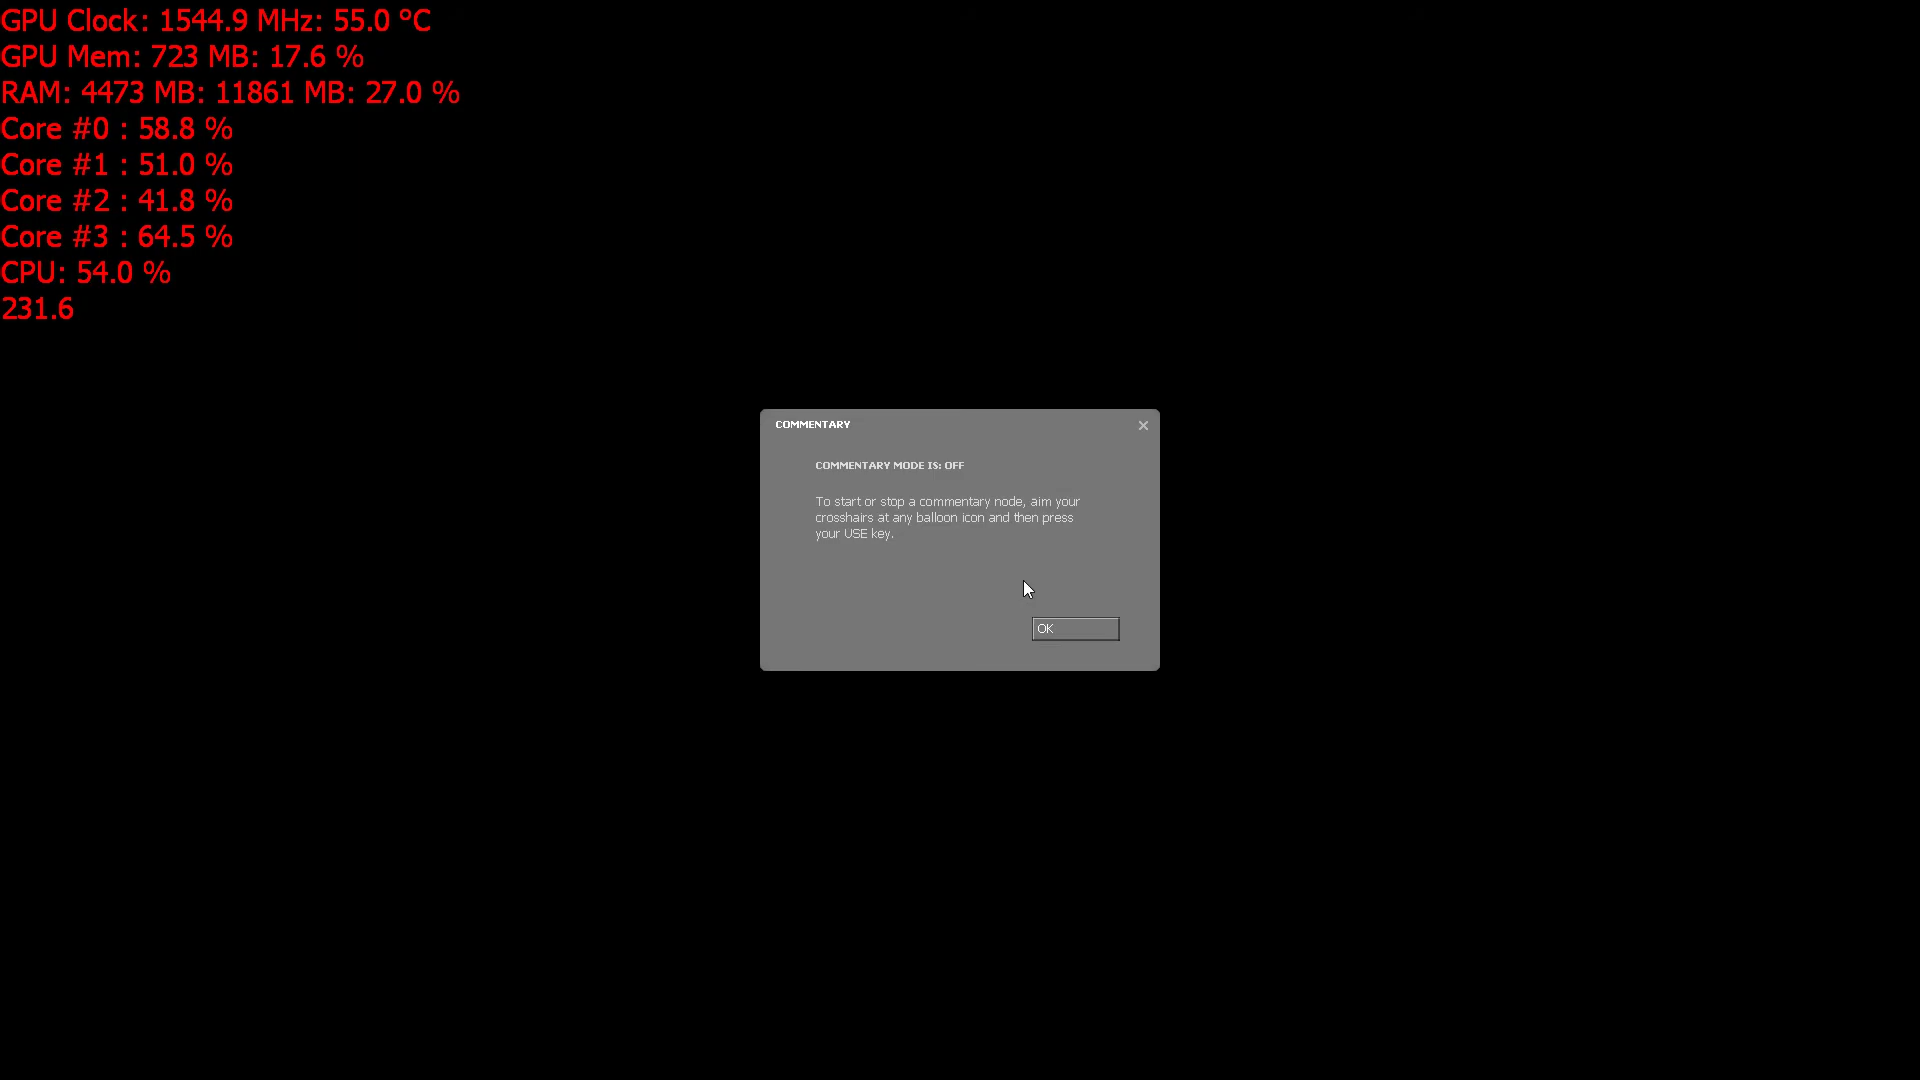 GPU Clock: 1544.9 MHz: 55.0 °C
GPU Mem: 723 MB: 17.6 %
RAM: 4473 MB: 11861 MB: 27.0 %
Core #0 : 58.8 %
Core #1 : 51.0 %
Core #2 : 41.8 %
Core #3 : 64.5 %
CPU: 54.0 %
231.6
COMMENTARY
COMMENTARY MODE IS: OFF
To start or stop a commentary node, aim your
crosshairs at any balloon icon and then press
your USE key.
OK